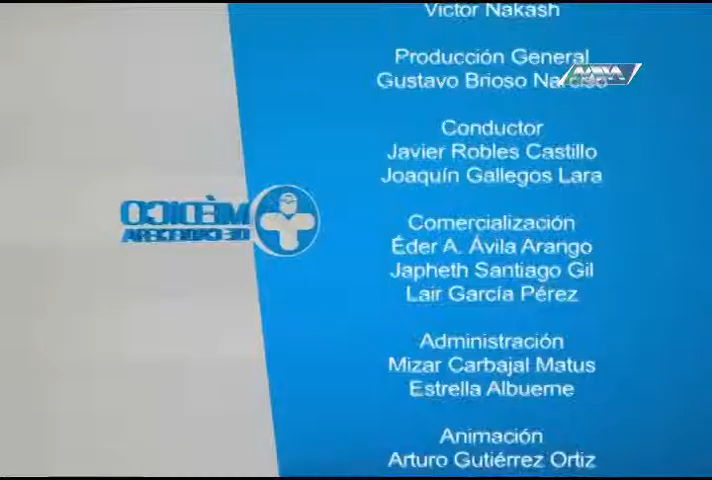 Victor Nakash
Producción General
Gustavo Brioso Narciso
Conductor
Javier Robles Castillo
Joaquín Gallegos Lara
MÉDICO
DE CABECERA
Comercialización
Éder A. Ávila Arango
Japheth Santiago Gil
Lair García Pérez
Administración
Mizar Carbajal Matus
Estrella Albuerne
Animación
Arturo Gutiérrez Ortiz